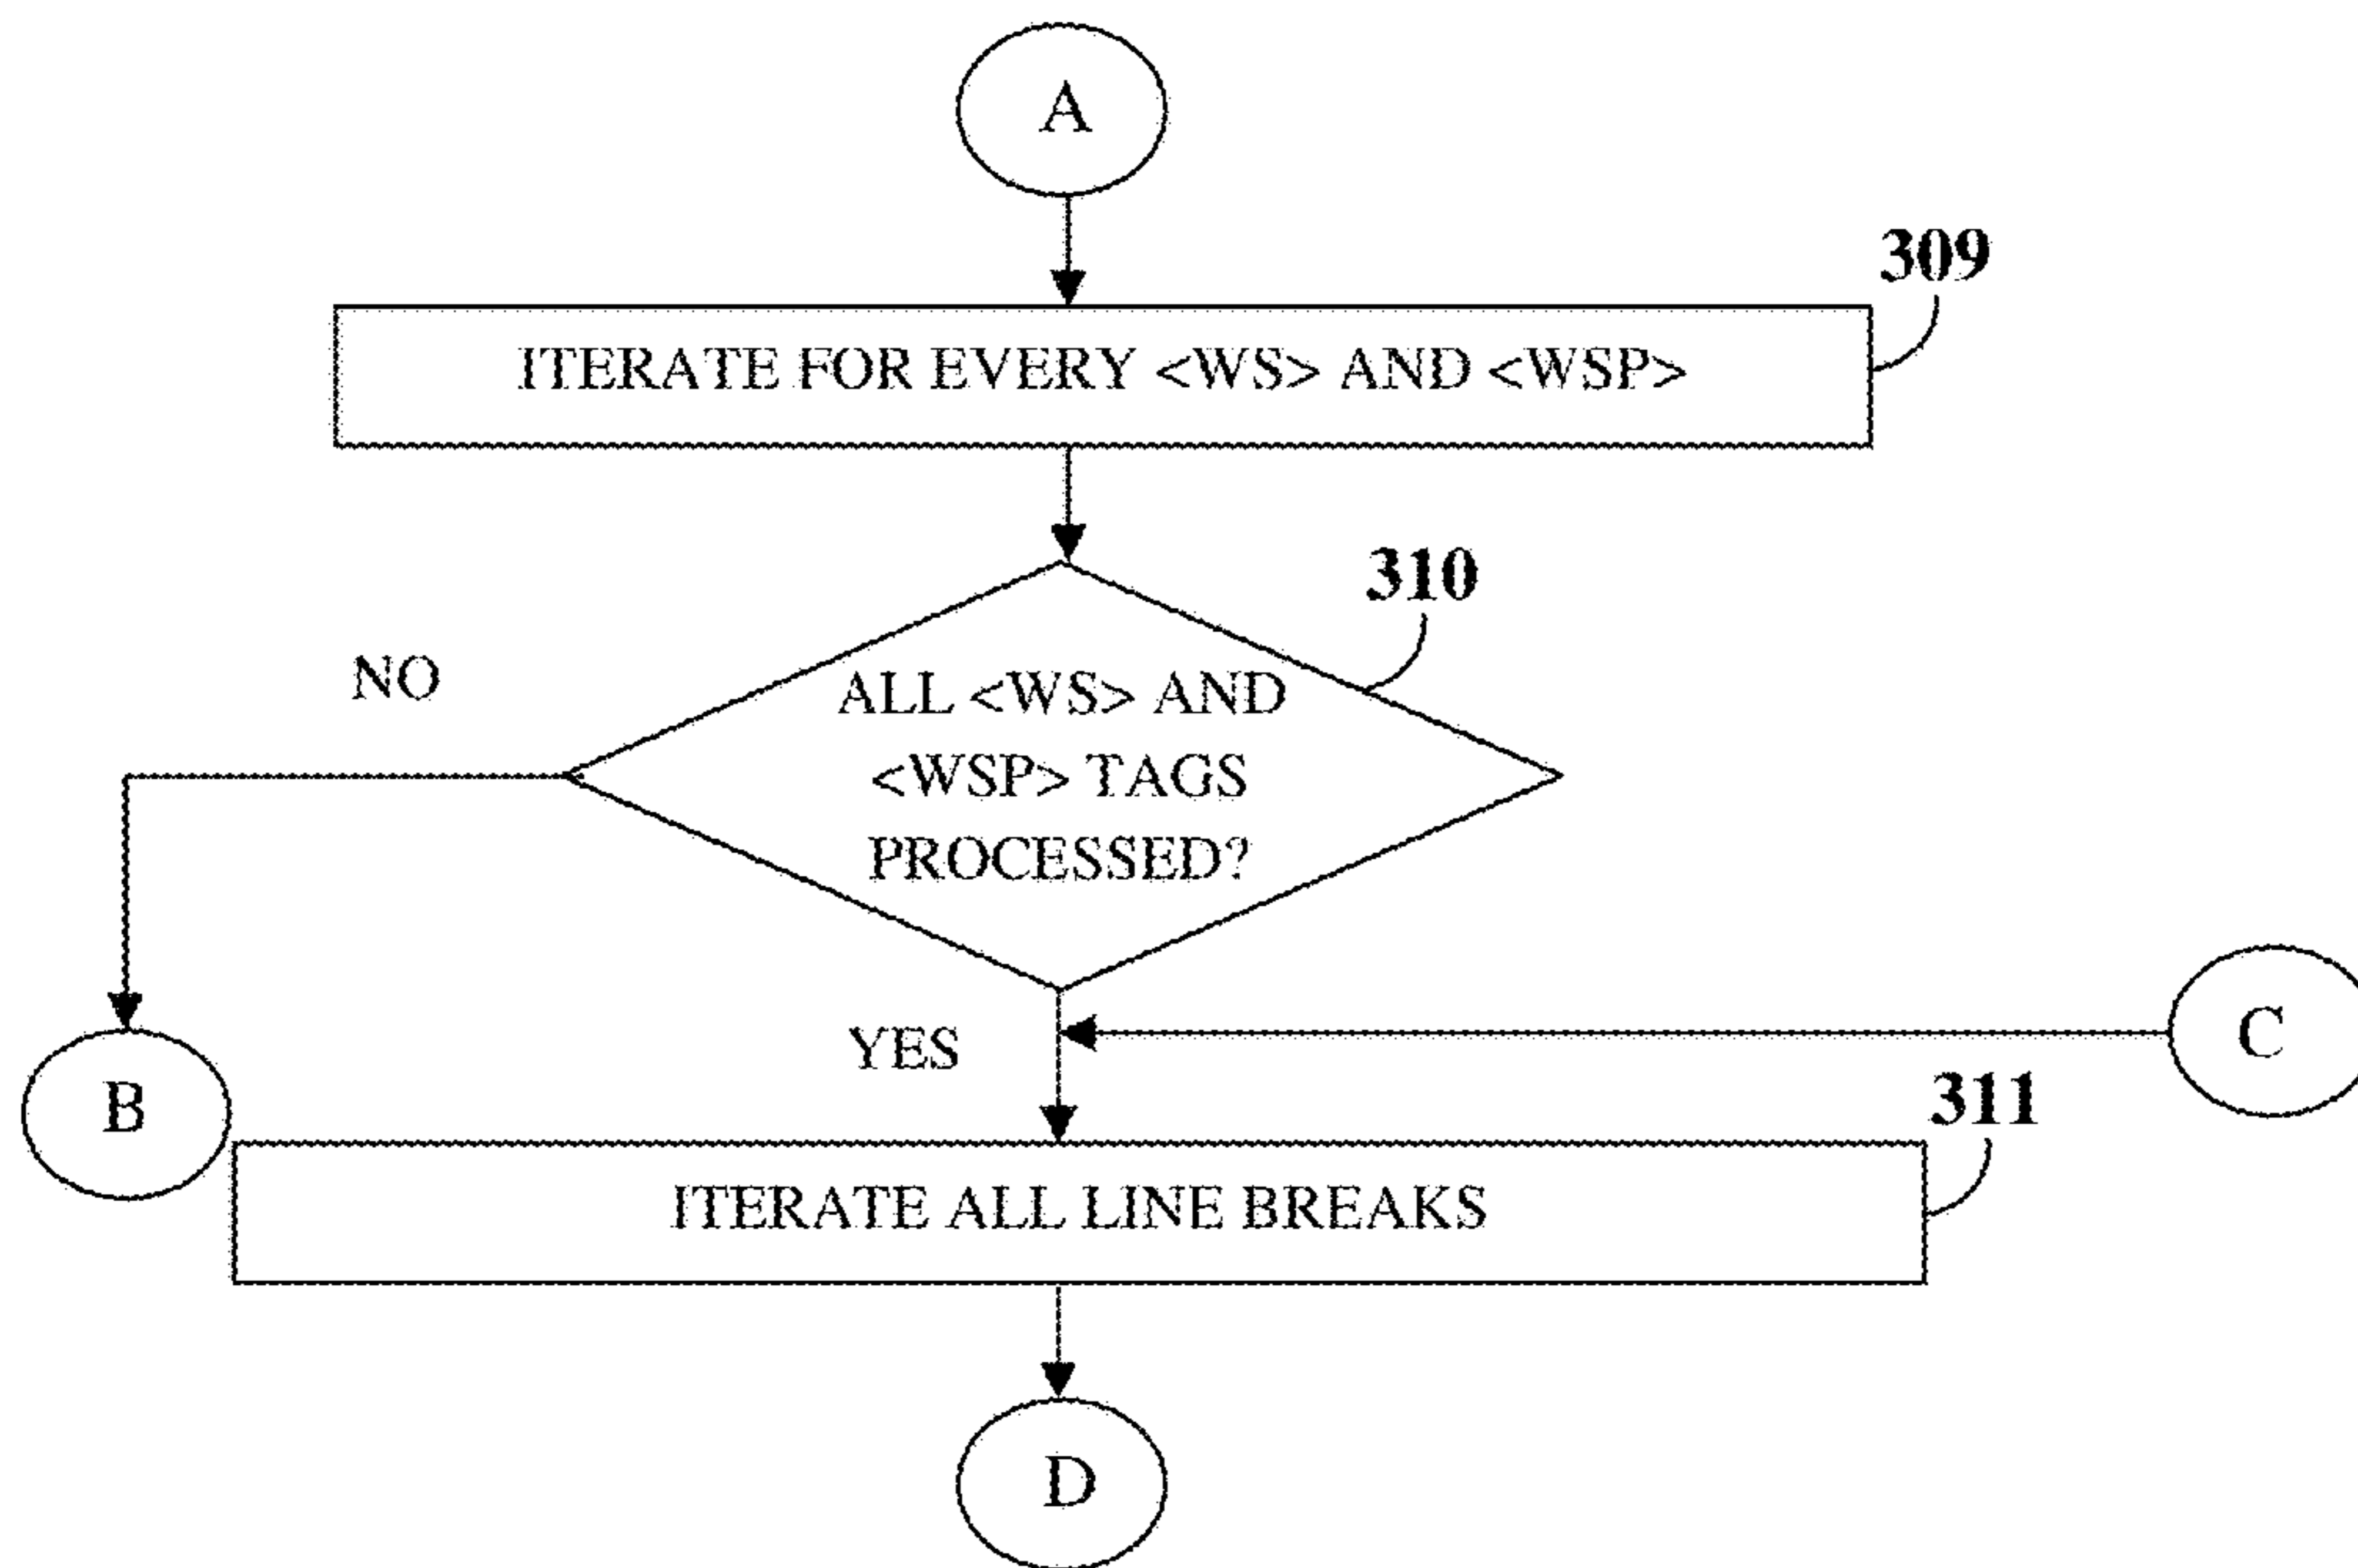 A
309
ITERATE FOR EVERY <WS> AND <WSP>
310
NO
ALL <WS> AND
<WSP> TAGS
PROCESSED?
YES
C
B
311
ITERATE ALL LINE BREAKS
D